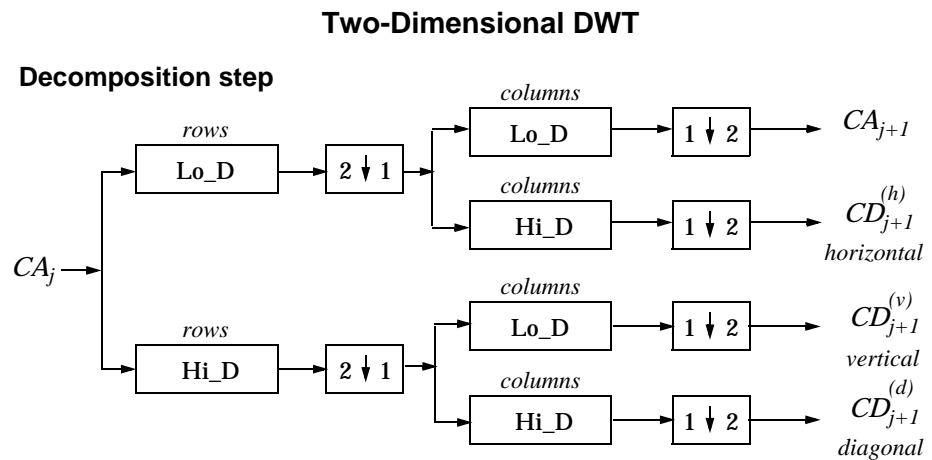 Two-Dimensional DWT
Decomposition step
columns
rows
Lo_D
1 ↓ 2
CA_{j+1}
Lo_D
2 ↓ 1
columns
Hi_D
1 ↓ 2
CD_{j+1}^{(h)}
horizontal
CA_j
columns
rows
Lo_D
1 ↓ 2
CD_{j+1}^{(v)}
vertical
Hi_D
2 ↓ 1
columns
Hi_D
1 ↓ 2
CD_{j+1}^{(d)}
diagonal